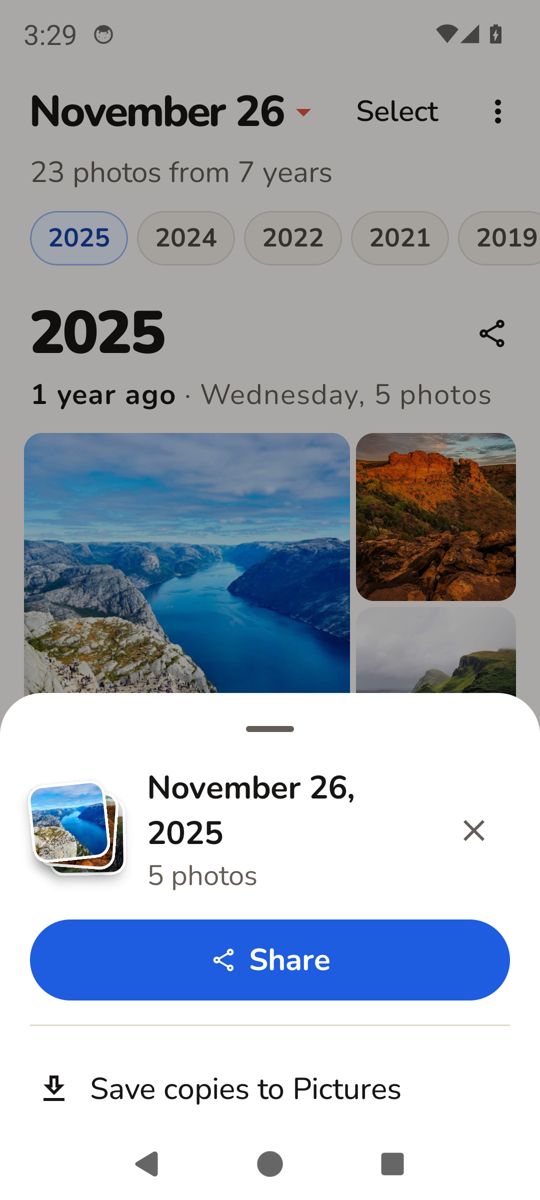 3:29
November 26
Select
23 photos from 7 years
2025 2024 2022 2021 2019
2025
1 year ago · Wednesday, 5 photos
November 26,
2025
5 photos
Share
Save copies to Pictures